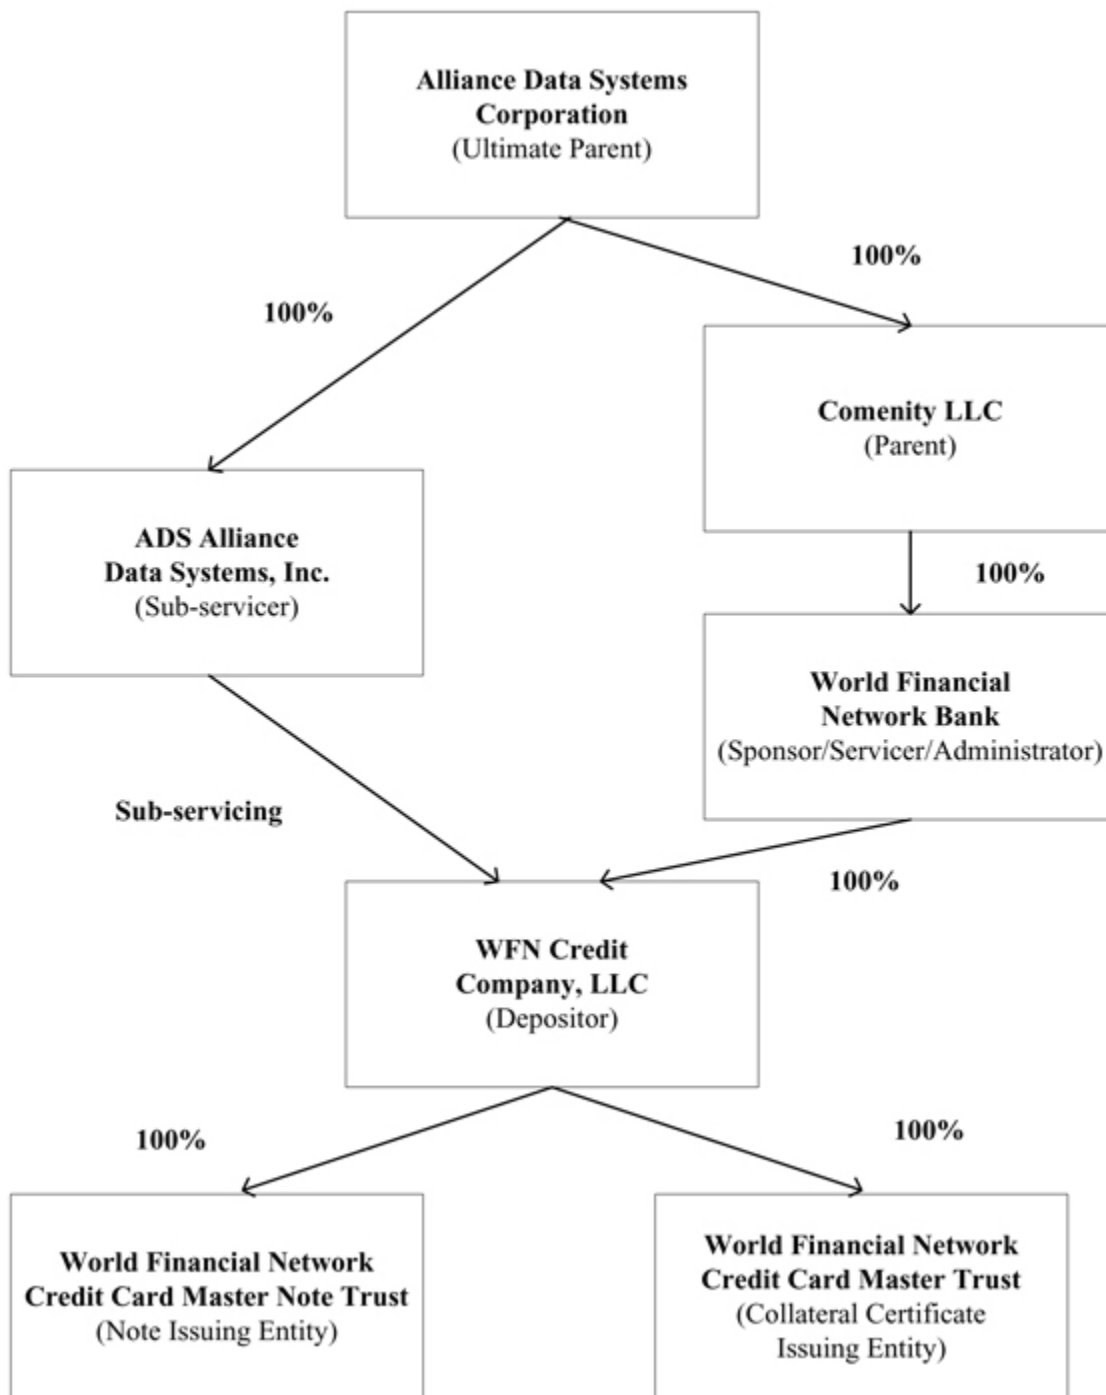 Alliance Data Systems
Corporation
(Ultimate Parent)
100%
100%
Comenity LLC
(Parent)
ADS Alliance
Data Systems, Inc.
(Sub-servicer)
100%
World Financial
Network Bank
(Sponsor/Servicer/Administrator)
Sub-servicing
100%
WFN Credit
Company, LLC
(Depositor)
100%
100%
World Financial Network
Credit Card Master Note Trust
(Note Issuing Entity)
World Financial Network
Credit Card Master Trust
(Collateral Certificate
Issuing Entity)